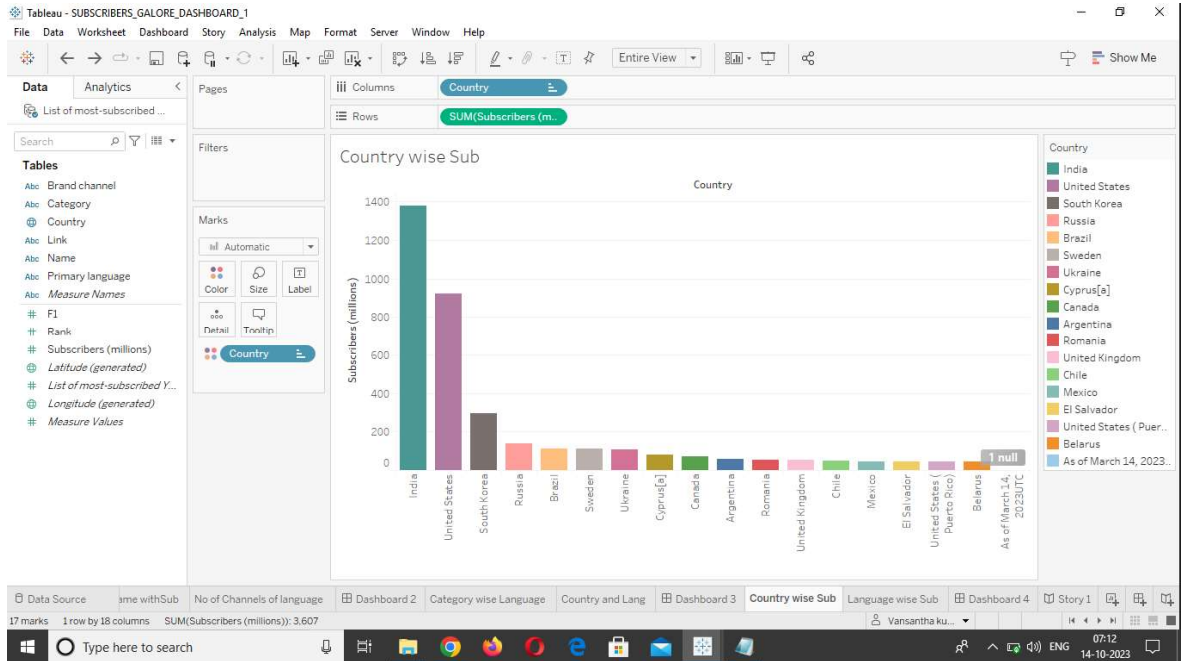 Tableau - SUBSCRIBERS_GALORE_DASHBOARD_1
File Data Worksheet Dashboard Story Analysis Map Format Server Window Help
Entire View
Show Me
Data Analytics
List of most-subscribed ...
Search
Tables
Abc Brand channel
Abc Category
Country
Abc Link
Abc Name
Abc Primary language
Abc Measure Names
# F1
# Rank
# Subscribers (millions)
Latitude (generated)
# List of most-subscribed Y...
Longitude (generated)
# Measure Values
Pages
Filters
Marks
Automatic
Color Size Label
Detail Tooltip
Country
iii Columns Country
Rows SUM(Subscribers (m..
Country wise Sub
Country
Subscribers (millions)
1400
1200
1000
800
600
400
200
0
1 null
India
United States
South Korea
Russia
Brazil
Sweden
Ukraine
Cyprus[a]
Canada
Argentina
Romania
United Kingdom
Chile
Mexico
El Salvador
United States (
Puerto Rico)
Belarus
As of March 14,
2023UTC
Country
India
United States
South Korea
Russia
Brazil
Sweden
Ukraine
Cyprus[a]
Canada
Argentina
Romania
United Kingdom
Chile
Mexico
El Salvador
United States ( Puer..
Belarus
As of March 14, 2023..
Data Source ame withSub No of Channels of language Dashboard 2 Category wise Language Country and Lang Dashboard 3 Country wise Sub Language wise Sub Dashboard 4 Story 1
17 marks 1 row by 18 columns SUM(Subscribers (millions)): 3,607 Vansantha ku...
Type here to search
ENG
07:12
14-10-2023